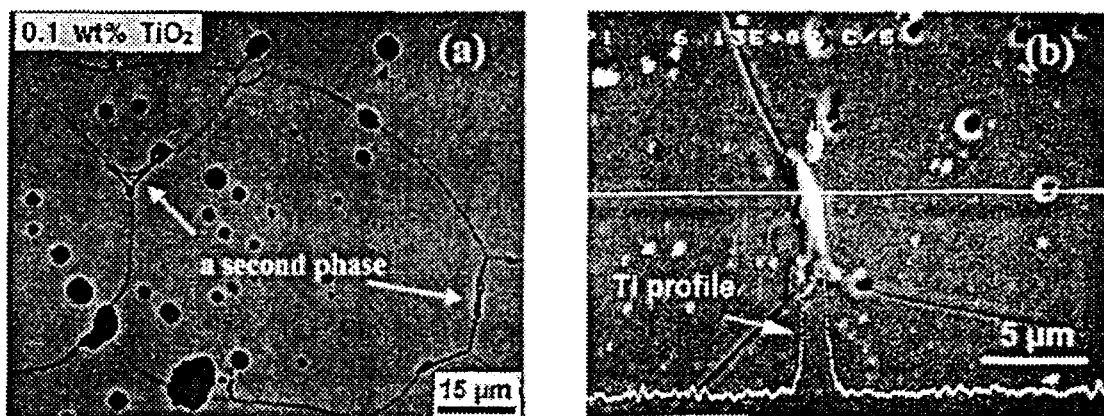 0.1 wt% TiO₂
(a)
a second phase
15 µm
(b)
Ti profile
5 µm